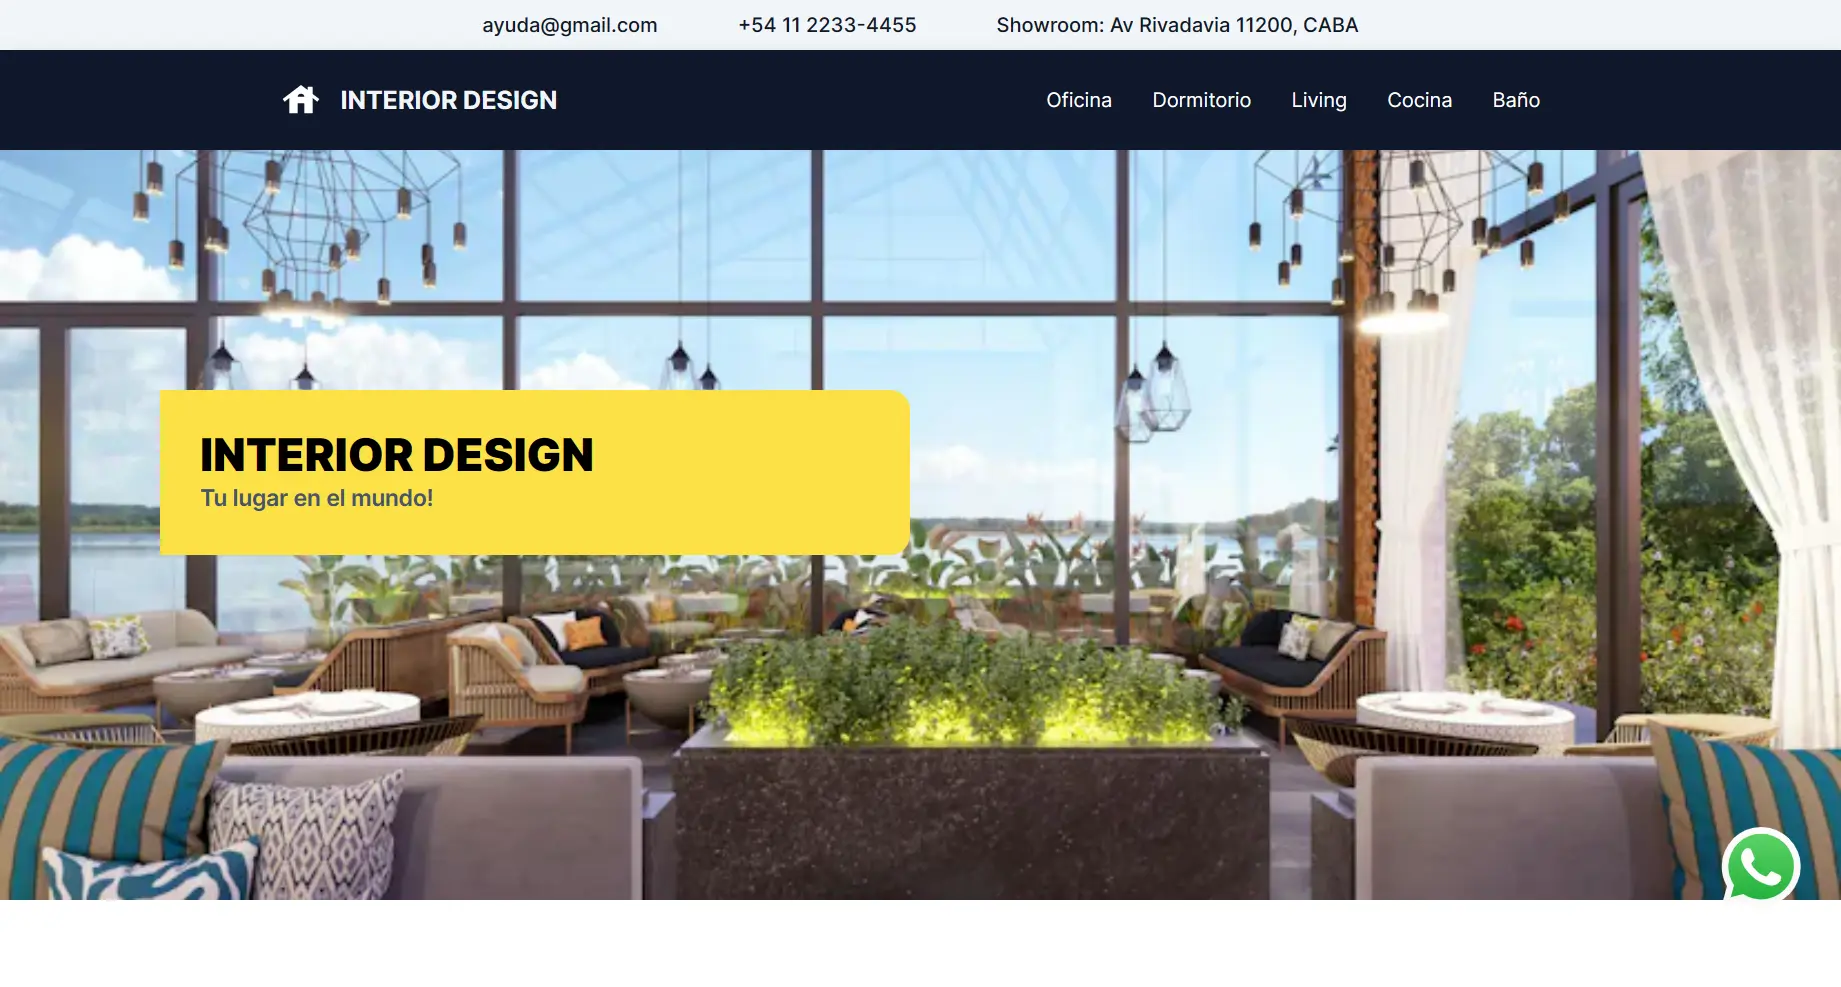 ayuda@gmail.com +54 11 2233-4455 Showroom: Av Rivadavia 11200, CABA
INTERIOR DESIGN Oficina Dormitorio Living Cocina Baño
INTERIOR DESIGN
Tu lugar en el mundo!